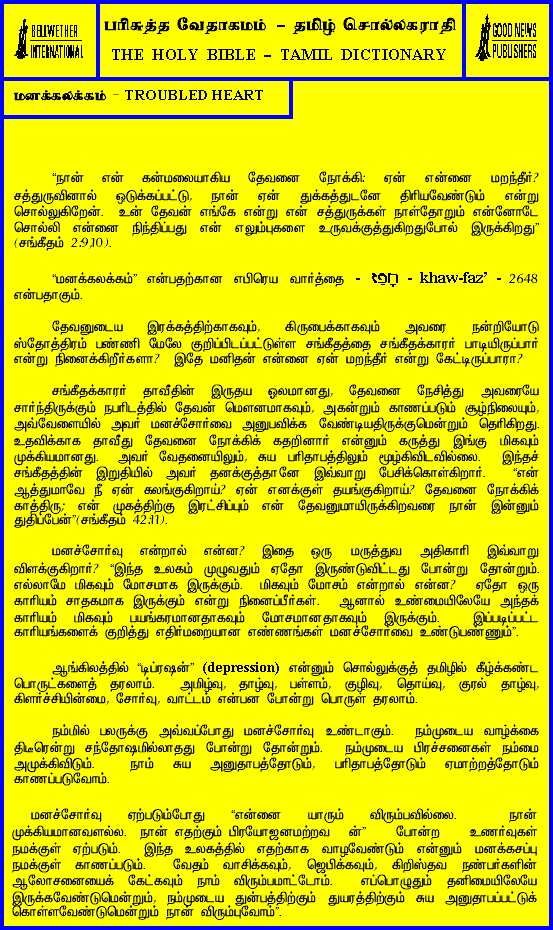 BELLWETHER
INTERNATIONAL
பரிசுத்த வேதாகமம் – தமிழ் சொல்லகராதி
THE HOLY BIBLE – TAMIL DICTIONARY
GOOD NEWS
PUBLISHERS
மனக்கலக்கம் – TROUBLED HEART
“நான் என் கன்மலையாகிய தேவனை நோக்கி; ஏன் என்னை மறந்தீர்?
சத்துருவினால் ஒடுக்கப்பட்டு, நான் ஏன் துக்கத்துடனே திரியவேண்டும் என்று
சொல்லுகிறேன். உன் தேவன் எங்கே என்று என் சத்துருக்கள் நாள்தோறும் என்னோடே
சொல்லி என்னை நிந்திப்பது என் எலும்புகளை உருவக்குத்துகிறதுபோல் இருக்கிறது”
(சங்கீதம் 2:9,10).
“மனக்கலக்கம்” என்பதற்கான எபிரெய வார்த்தை - - khaw-faz’ - 2648
என்பதாகும்.
தேவனுடைய இரக்கத்திற்காகவும், கிருபைக்காகவும் அவரை நன்றியோடு
ஸ்தோத்திரம் பண்ணி மேலே குறிப்பிடப்பட்டுள்ள சங்கீதத்தை சங்கீதக்காரர் பாடியிருப்பார்
என்று நினைக்கிறீர்களா? இதே மனிதன் என்னை ஏன் மறந்தீர் என்று கேட்டிருப்பாரா?
சங்கீதக்காரர் தாவீதின் இருதய ஓலமானது, தேவனை நேசித்து அவரையே
சார்ந்திருக்கும் நபரிடத்தில் தேவன் மௌனமாகவும், அகன்றும் காணப்படும் சூழ்நிலையும்,
அவ்வேளையில் அவர் மனச்சோர்வை அனுபவிக்க வேண்டியதிருக்குமென்றும் தெரிகிறது.
உதவிக்காக தாவீது தேவனை நோக்கிக் கதறினார் என்னும் கருத்து இங்கு மிகவும்
முக்கியமானது. அவர் வேதனையிலும், சுய பரிதாபத்திலும் மூழ்கிவிடவில்லை. இந்தச்
சங்கீதத்தின் இறுதியில் அவர் தனக்குத்தானே இவ்வாறு பேசிக்கொள்கிறார். “என்
ஆத்துமாவே நீ ஏன் கலங்குகிறாய்? ஏன் எனக்குள் தயங்குகிறாய்? தேவனை நோக்கிக்
காத்திரு; என் முகத்திற்கு இரட்சிப்பும் என் தேவனுமாயிருக்கிறவரை நான் இன்னும்
துதிப்பேன்”(சங்கீதம் 42:11).
மனச்சோர்வு என்றால் என்ன? இதை ஒரு மருத்துவ அதிகாரி இவ்வாறு
விளக்குகிறார்? “இந்த உலகம் முழுவதும் ஏதோ இருண்டுவிட்டது போன்று தோன்றும்.
எல்லாமே மிகவும் மோசமாக இருக்கும். மிகவும் மோசம் என்றால் என்ன? ஏதோ ஒரு
காரியம் சாதகமாக இருக்கும் என்று நினைப்பீர்கள். ஆனால் உண்மையிலேயே அந்தக்
காரியம் மிகவும் பயங்கரமானதாகவும் மோசமானதாகவும் இருக்கும். இப்படிப்பட்ட
காரியங்களைக் குறித்து எதிர்மறையான எண்ணங்கள் மனச்சோர்வை உண்டுபண்ணும்”.
ஆங்கிலத்தில் “டிப்ரஷன்” (depression) என்னும் சொல்லுக்குத் தமிழில் கீழ்க்கண்ட
பொருட்களைத் தரலாம். அமிழ்வு, தாழ்வு, பள்ளம், குழிவு, தொய்வு, குரல் தாழ்வு,
கிளர்ச்சியின்மை, சோர்வு, வாட்டம் என்பன போன்று பொருள் தரலாம்.
நம்மில் பலருக்கு அவ்வப்போது மனச்சோர்வு உண்டாகும். நம்முடைய வாழ்க்கை
திடீரென்று சந்தோஷமில்லாதது போன்று தோன்றும். நம்முடைய பிரச்சனைகள் நம்மை
அமுக்கிவிடும். நாம் சுய அனுதாபத்தோடும், பரிதாபத்தோடும் ஏமாற்றத்தோடும்
காணப்படுவோம்.
மனச்சோர்வு ஏற்படும்போது “என்னை யாரும் விரும்பவில்லை. நான்
முக்கியமானவளல்ல. நான் எதற்கும் பிரயோஜனமற்றவ ன்” போன்ற உணர்வுகள்
நமக்குள் ஏற்படும். இந்த உலகத்தில் எதற்காக வாழவேண்டும் என்னும் மனக்கசப்பு
நமக்குள் காணப்படும். வேதம் வாசிக்கவும், ஜெபிக்கவும், கிறிஸ்தவ நண்பர்களின்
ஆலோசனையைக் கேட்கவும் நாம் விரும்பமாட்டோம். எப்பொழுதும் தனிமையிலேயே
இருக்கவேண்டுமென்றும், நம்முடைய துன்பத்திற்கும் துயரத்திற்கும் சுய அனுதாபப்பட்டுக்
கொள்ளவேண்டுமென்றும் நான் விரும்புவோம்”.